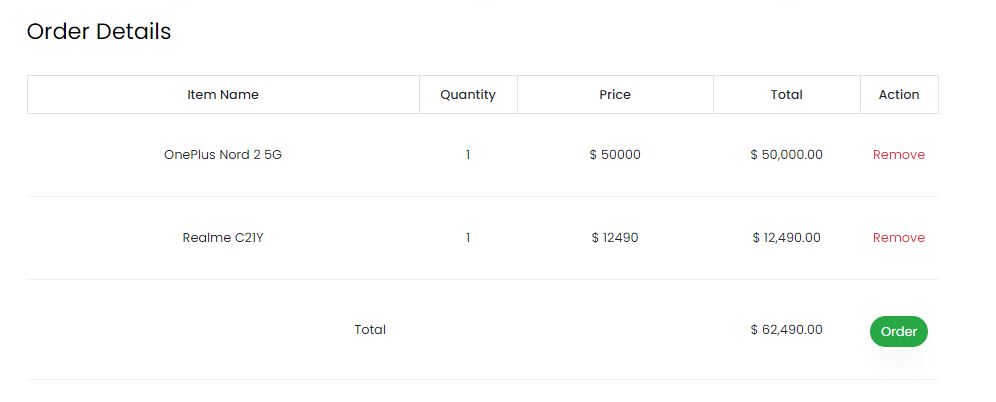 Order Details
Item Name Quantity Price Total Action
OnePlus Nord 2 5G 1 $ 50000 $ 50,000.00 Remove
Realme C21Y 1 $ 12490 $ 12,490.00 Remove
Total $ 62,490.00 Order